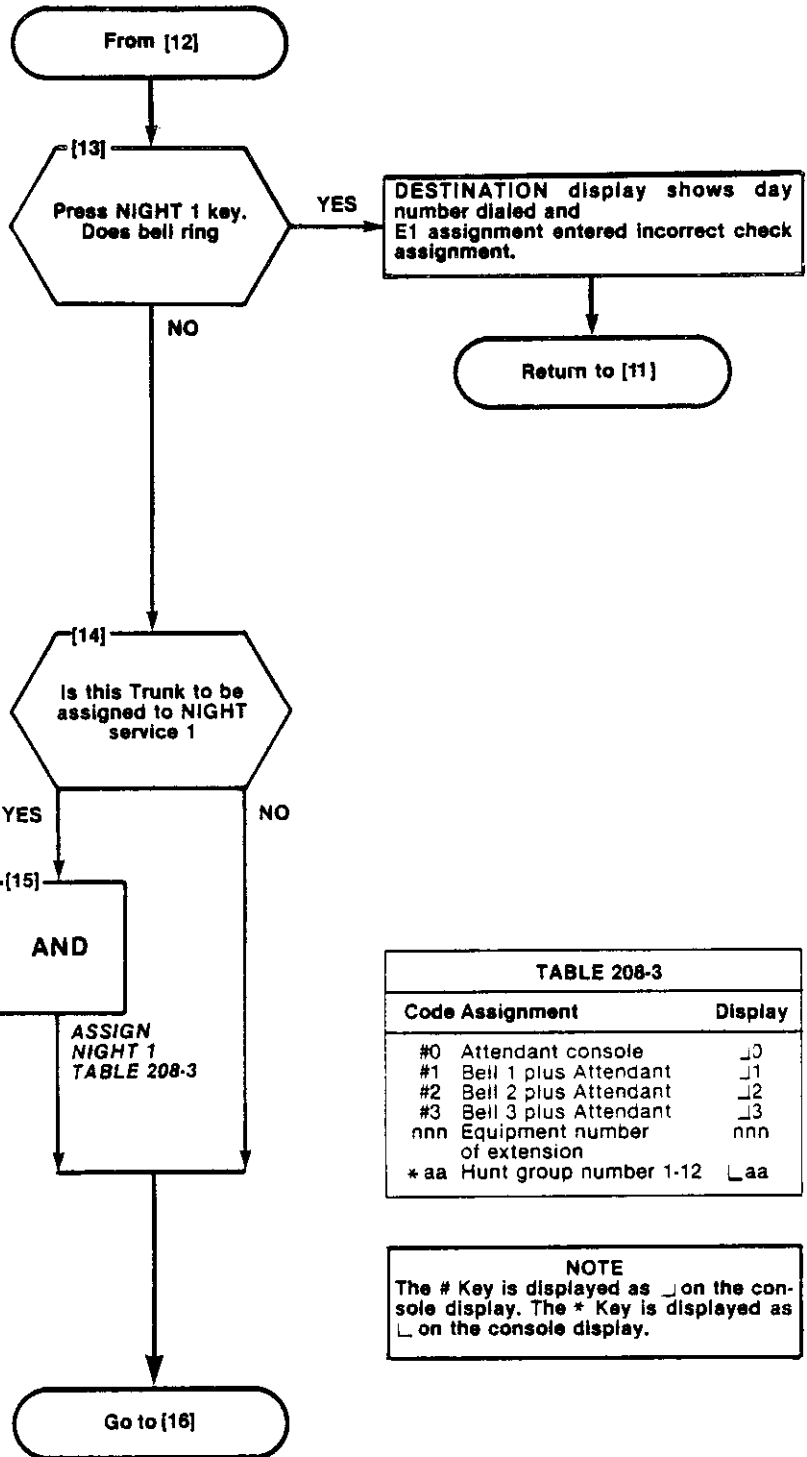 From [12]
[13]
Press NIGHT 1 key.
Does bell ring
YES
DESTINATION display shows day
number dialed and
E1 assignment entered incorrect check
assignment.
NO
Return to [11]
[14]
Is this Trunk to be
assigned to NIGHT
service 1
YES
NO
[15]
AND
ASSIGN
NIGHT 1
TABLE 208-3
TABLE 208-3
Code Assignment Display
#0 Attendant console ⅃0
#1 Bell 1 plus Attendant ⅃1
#2 Bell 2 plus Attendant ⅃2
#3 Bell 3 plus Attendant ⅃3
nnn Equipment number nnn
of extension
*aa Hunt group number 1-12 Laa
NOTE
The # Key is displayed as ⅃ on the con-
sole display. The * Key is displayed as
L on the console display.
Go to [16]